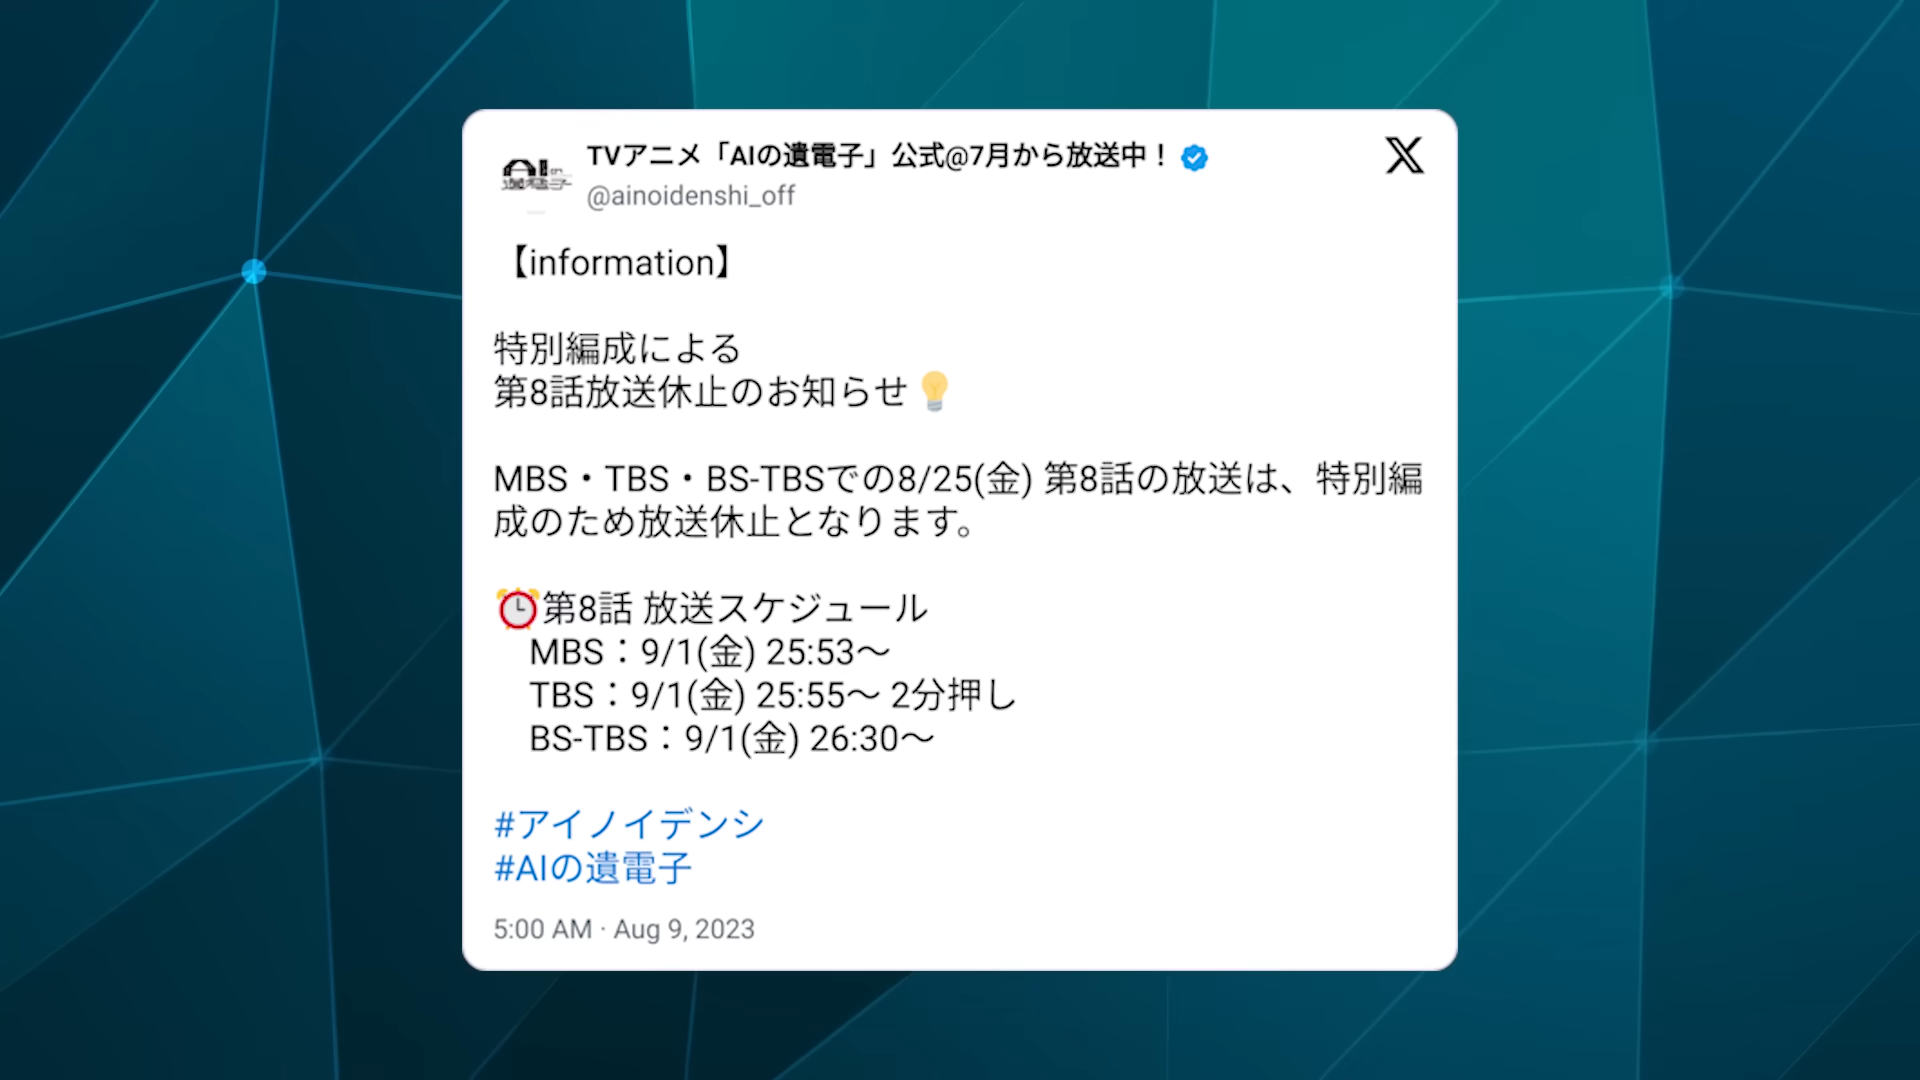 TVアニメ「AIの遺電子」公式@7月から放送中！
@ainoidenshi_off
【information】
特別編成による
第8話放送休止のお知らせ💡
MBS・TBS・BS-TBSでの8/25(金) 第8話の放送は、特別編
成のため放送休止となります。
⏰第8話 放送スケジュール
MBS：9/1(金) 25:53〜
TBS：9/1(金) 25:55〜 2分押し
BS-TBS：9/1(金) 26:30〜
#アイノイデンシ
#AIの遺電子
5:00 AM · Aug 9, 2023